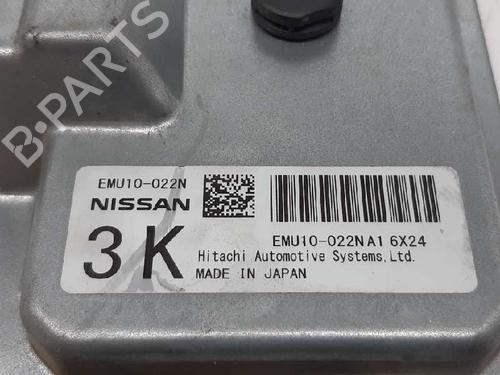 B-PARTS
EMU10-022N
NISSAN
3K
EMU10-022NA1 6X24
Hitachi Automotive Systems,Ltd.
MADE IN JAPAN